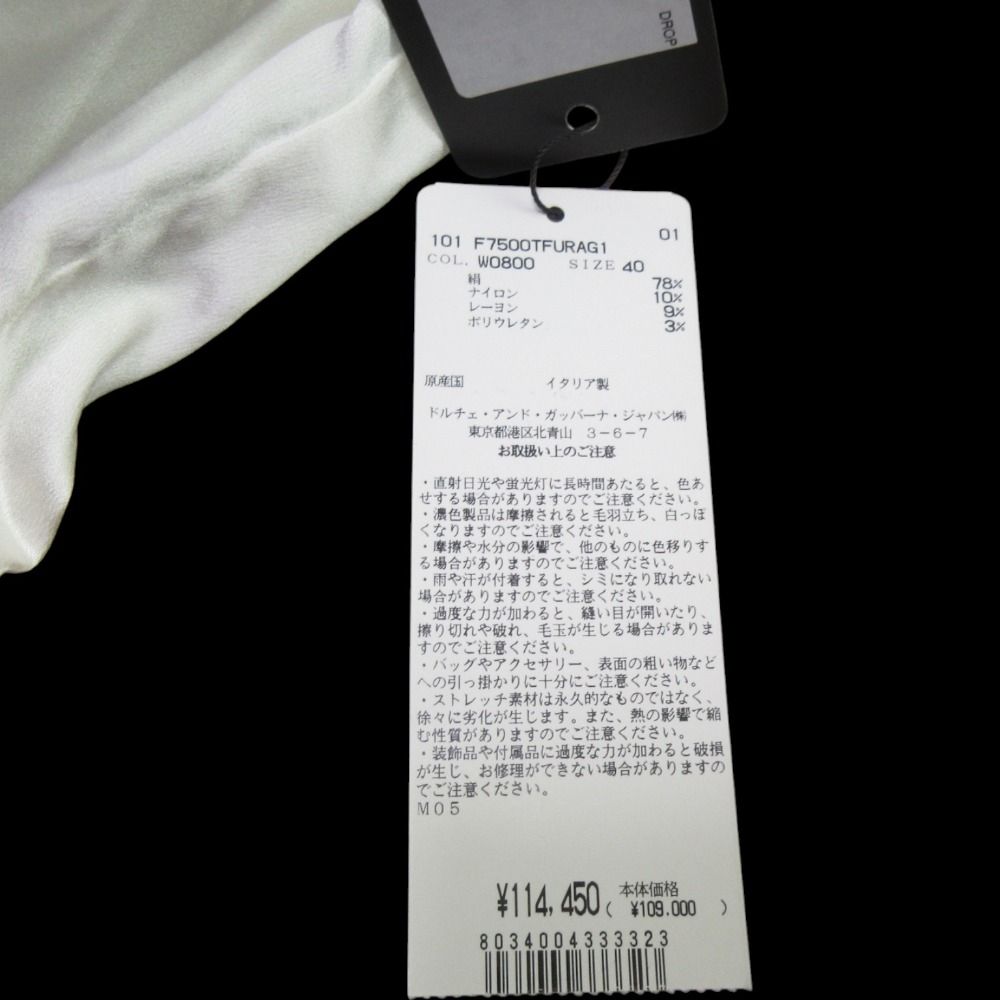 DROP
01
101 F7500TFURAG1
COL. W0800 SIZE 40
絹 78%
ナイロン 10%
レーヨン 9%
ポリウレタン 3%
原産国 イタリア製
ドルチェ・アンド・ガッバーナ・ジャパン㈱
東京都港区北青山 3-6-7
お取扱い上のご注意
・直射日光や蛍光灯に長時間あたると、色あ
せする場合がありますのでご注意ください。
・濃色製品は摩擦されると毛羽立ち、白っぽ
くなりますのでご注意ください。
・摩擦や水分の影響で、他のものに色移りす
る場合がありますのでご注意ください。
・雨や汗が付着すると、シミになり取れない
場合がありますのでご注意ください。
・過度な力が加わると、縫い目が開いたり、
擦り切れや破れ、毛玉が生じる場合がありま
すのでご注意ください。
・バッグやアクセサリー、表面の粗い物など
への引っ掛かりに十分にご注意ください。
・ストレッチ素材は永久的なものではなく、
徐々に劣化が生じます。また、熱の影響で縮
む性質がありますのでご注意ください。
・装飾品や付属品に過度な力が加わると破損
が生じ、お修理ができない場合がありますの
でご注意ください。
M05
¥114,450 本体価格
( ¥109.000 )
8034004333323